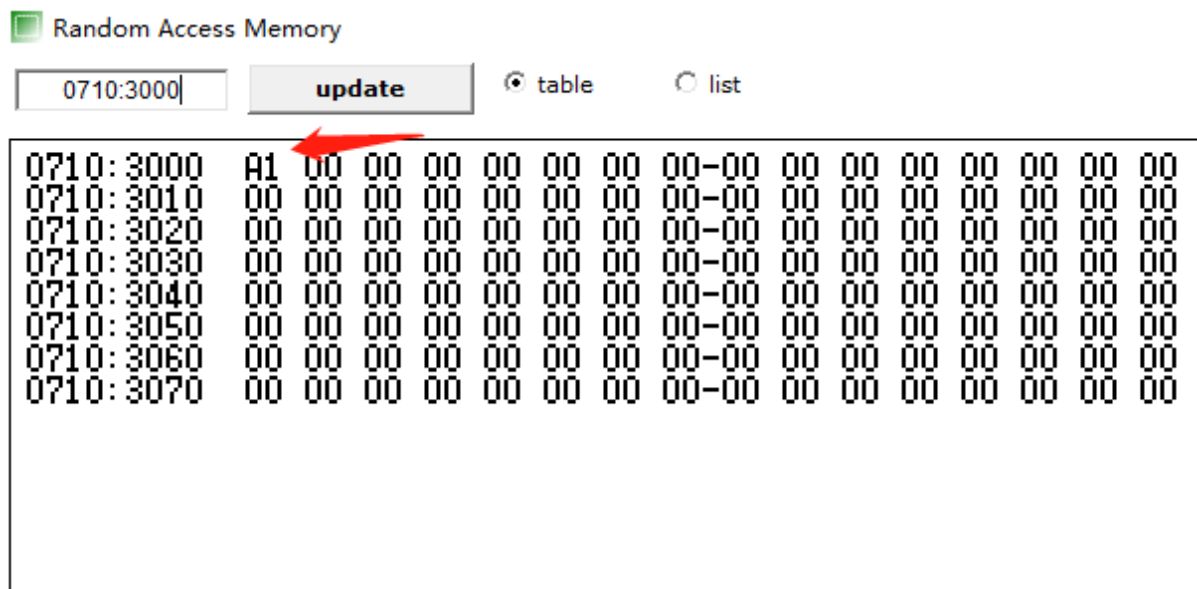 Random Access Memory
0710:3000 update table list
0710:3000 A1 00 00 00 00 00 00 00-00 00 00 00 00 00 00 00
0710:3010 00 00 00 00 00 00 00 00-00 00 00 00 00 00 00 00
0710:3020 00 00 00 00 00 00 00 00-00 00 00 00 00 00 00 00
0710:3030 00 00 00 00 00 00 00 00-00 00 00 00 00 00 00 00
0710:3040 00 00 00 00 00 00 00 00-00 00 00 00 00 00 00 00
0710:3050 00 00 00 00 00 00 00 00-00 00 00 00 00 00 00 00
0710:3060 00 00 00 00 00 00 00 00-00 00 00 00 00 00 00 00
0710:3070 00 00 00 00 00 00 00 00-00 00 00 00 00 00 00 00